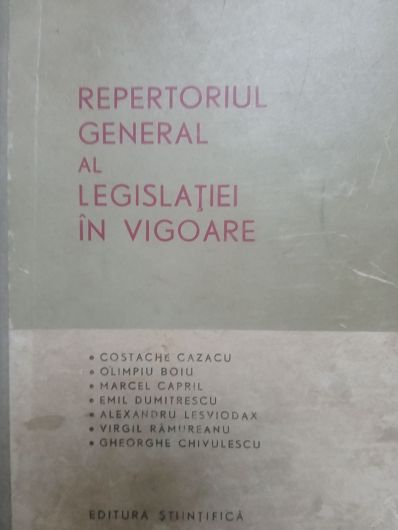 REPERTORIUL
GENERAL
AL
LEGISLAŢIEI
ÎN VIGOARE
• COSTACHE CAZACU
• OLIMPIU BOIU
• MARCEL CAPRIL
• EMIL DUMITRESCU
• ALEXANDRU LESVIODAX
• VIRGIL RÂMUREANU
• GHEORGHE CHIVULESCU
EDITURA ŞTIINŢIFICĂ